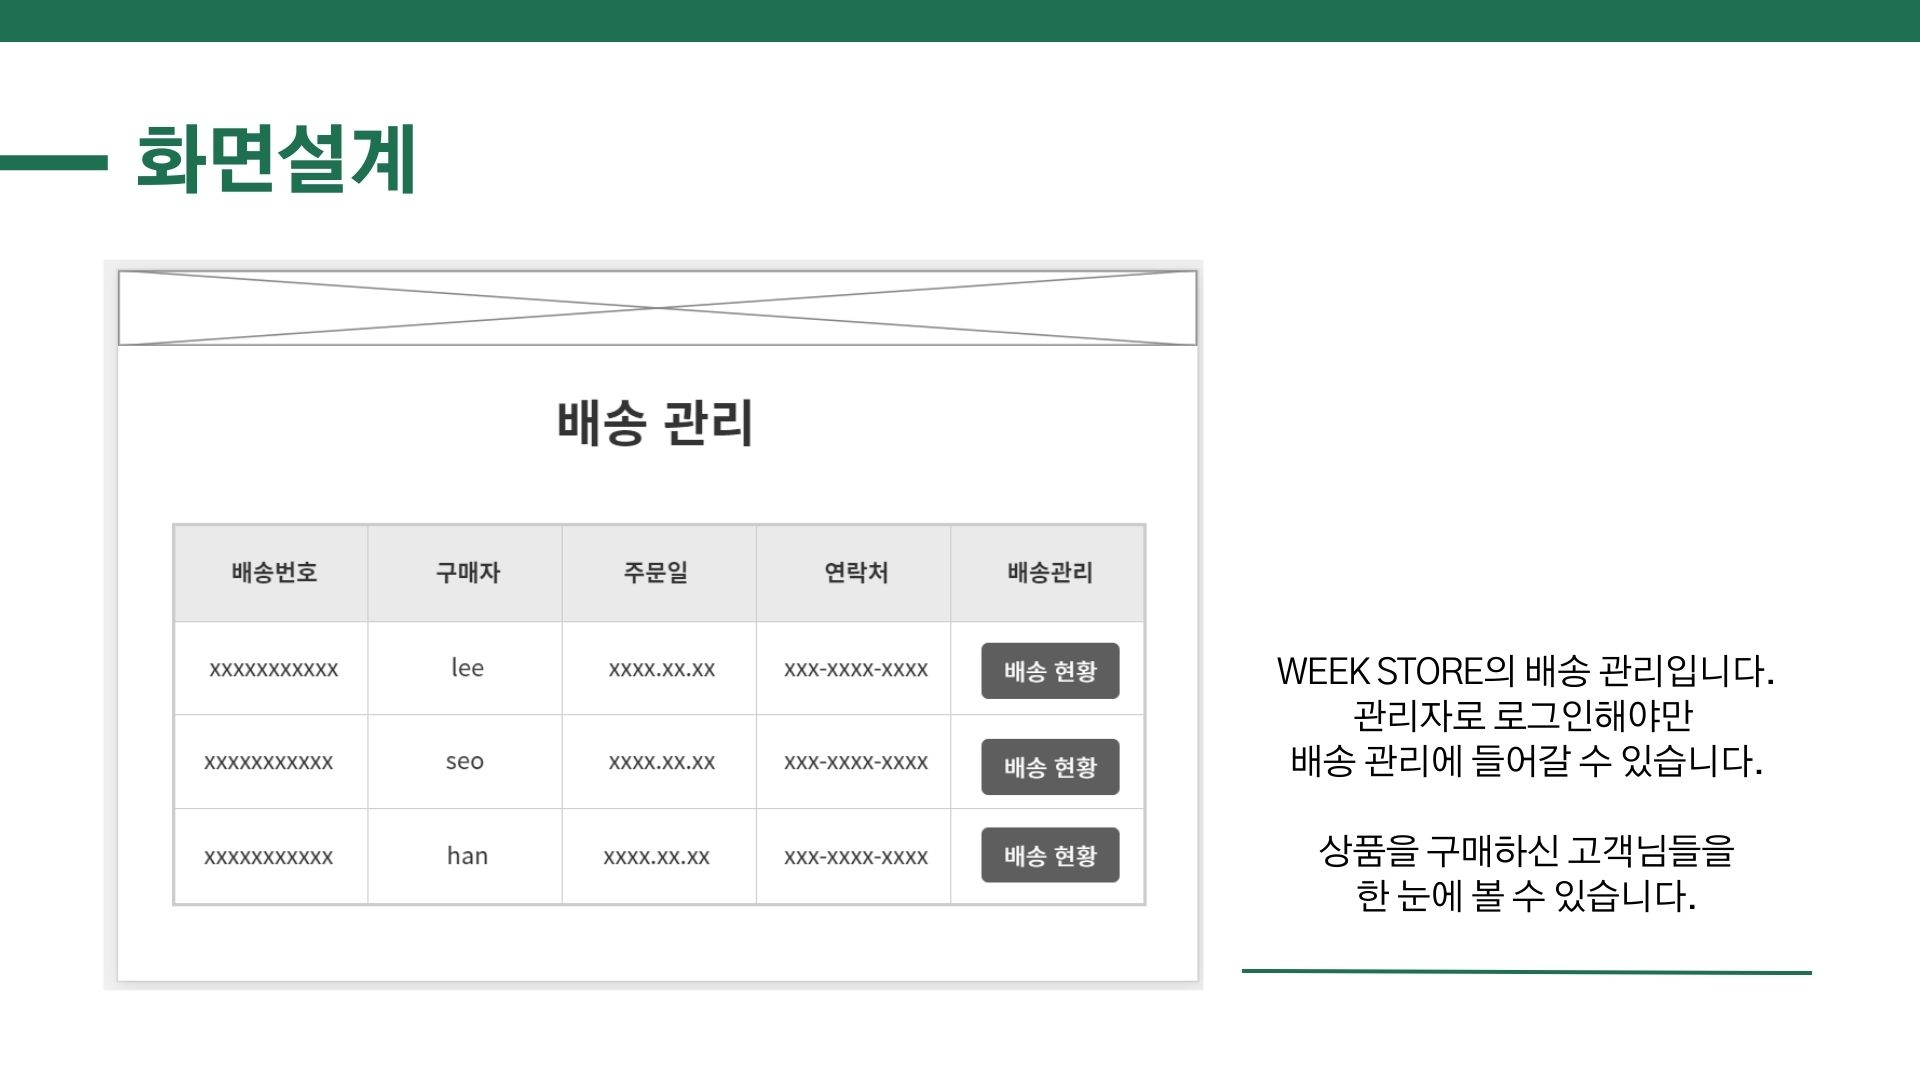 화면설계
배송 관리
배송번호 구매자 주문일 연락처 배송관리
xxxxxxxxxxx lee xxxx.xx.xx xxx-xxxx-xxxx 배송 현황
xxxxxxxxxxx seo xxxx.xx.xx xxx-xxxx-xxxx 배송 현황
xxxxxxxxxxx han xxxx.xx.xx xxx-xxxx-xxxx 배송 현황
WEEK STORE의 배송 관리입니다.
관리자로 로그인해야만
배송 관리에 들어갈 수 있습니다.
상품을 구매하신 고객님들을
한 눈에 볼 수 있습니다.